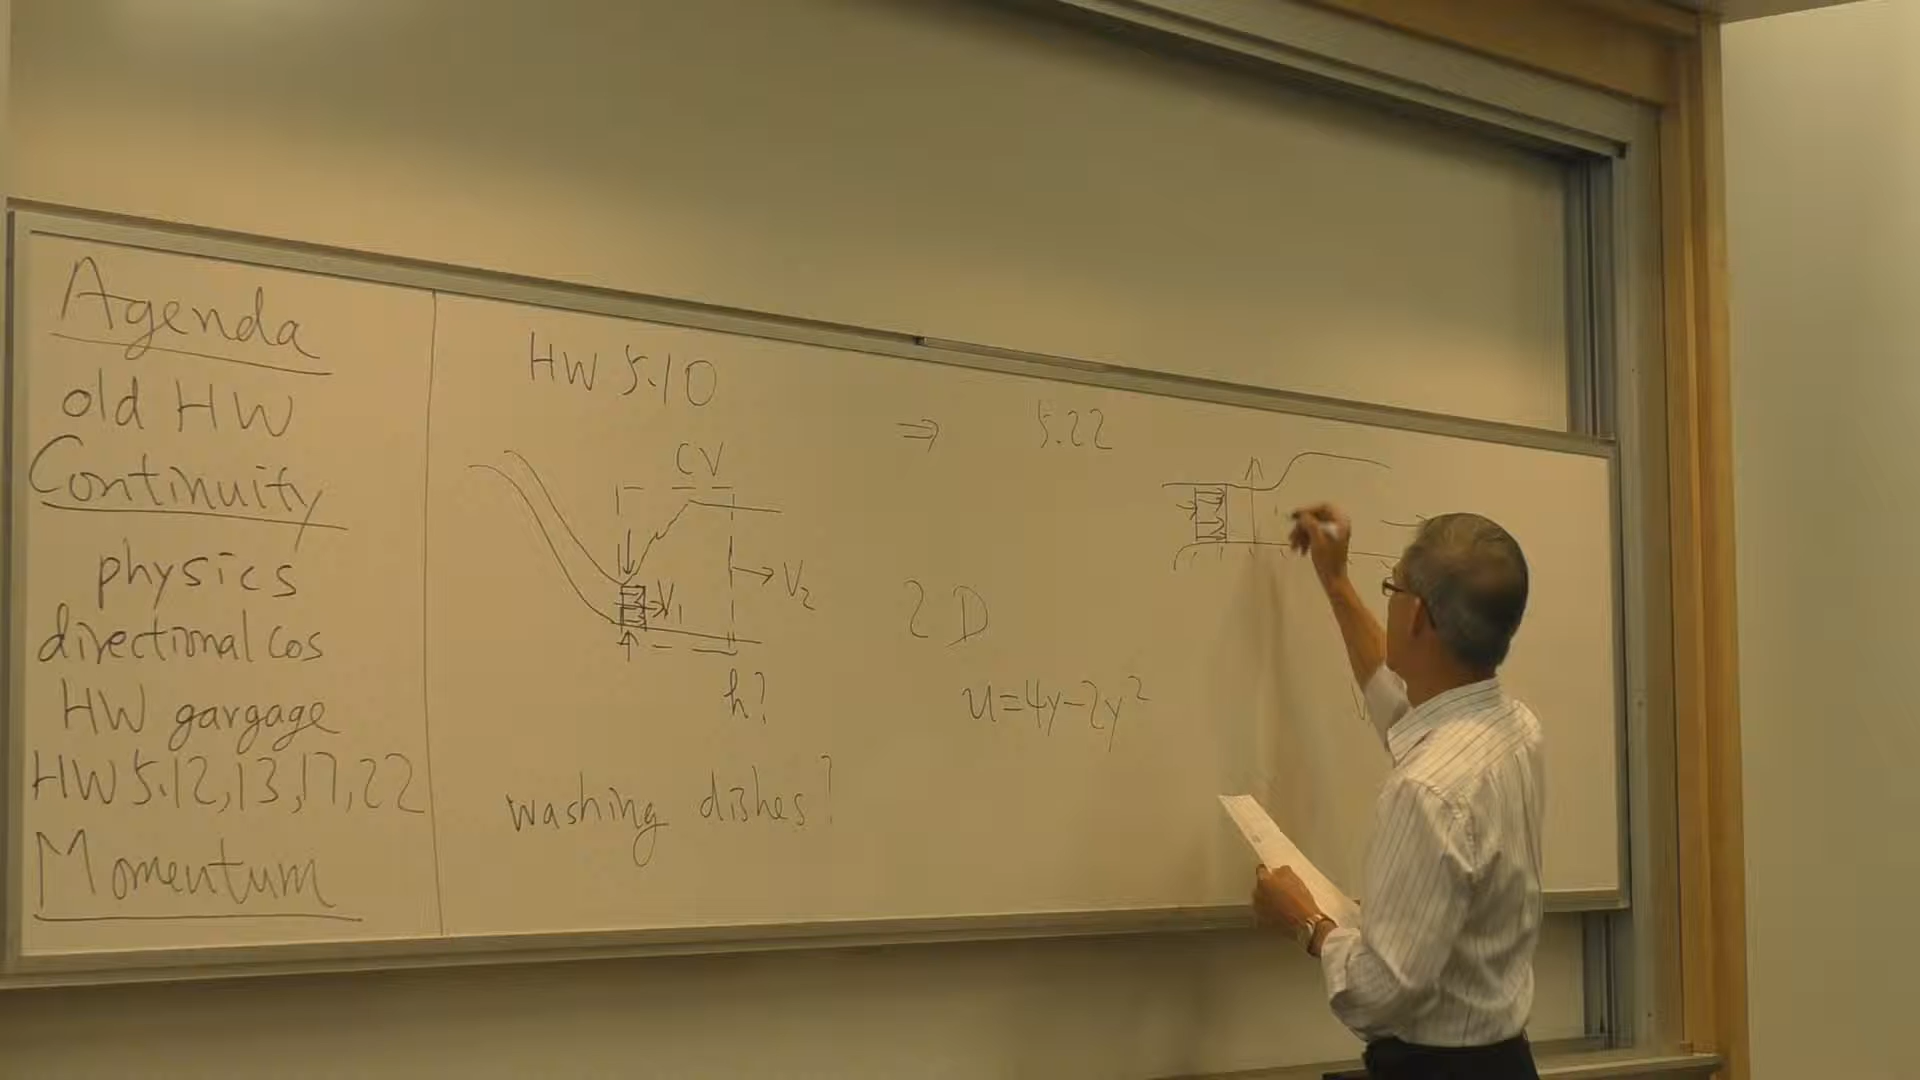 Agenda
old HW
Continuity
physics
directional cos
HW gargage
HW 5.12, 13, 17, 22
Momentum
HW 5.10
CV
V1
V2
h?
washing dishes?
⇒ 5.22
2D
u=4y-2y²